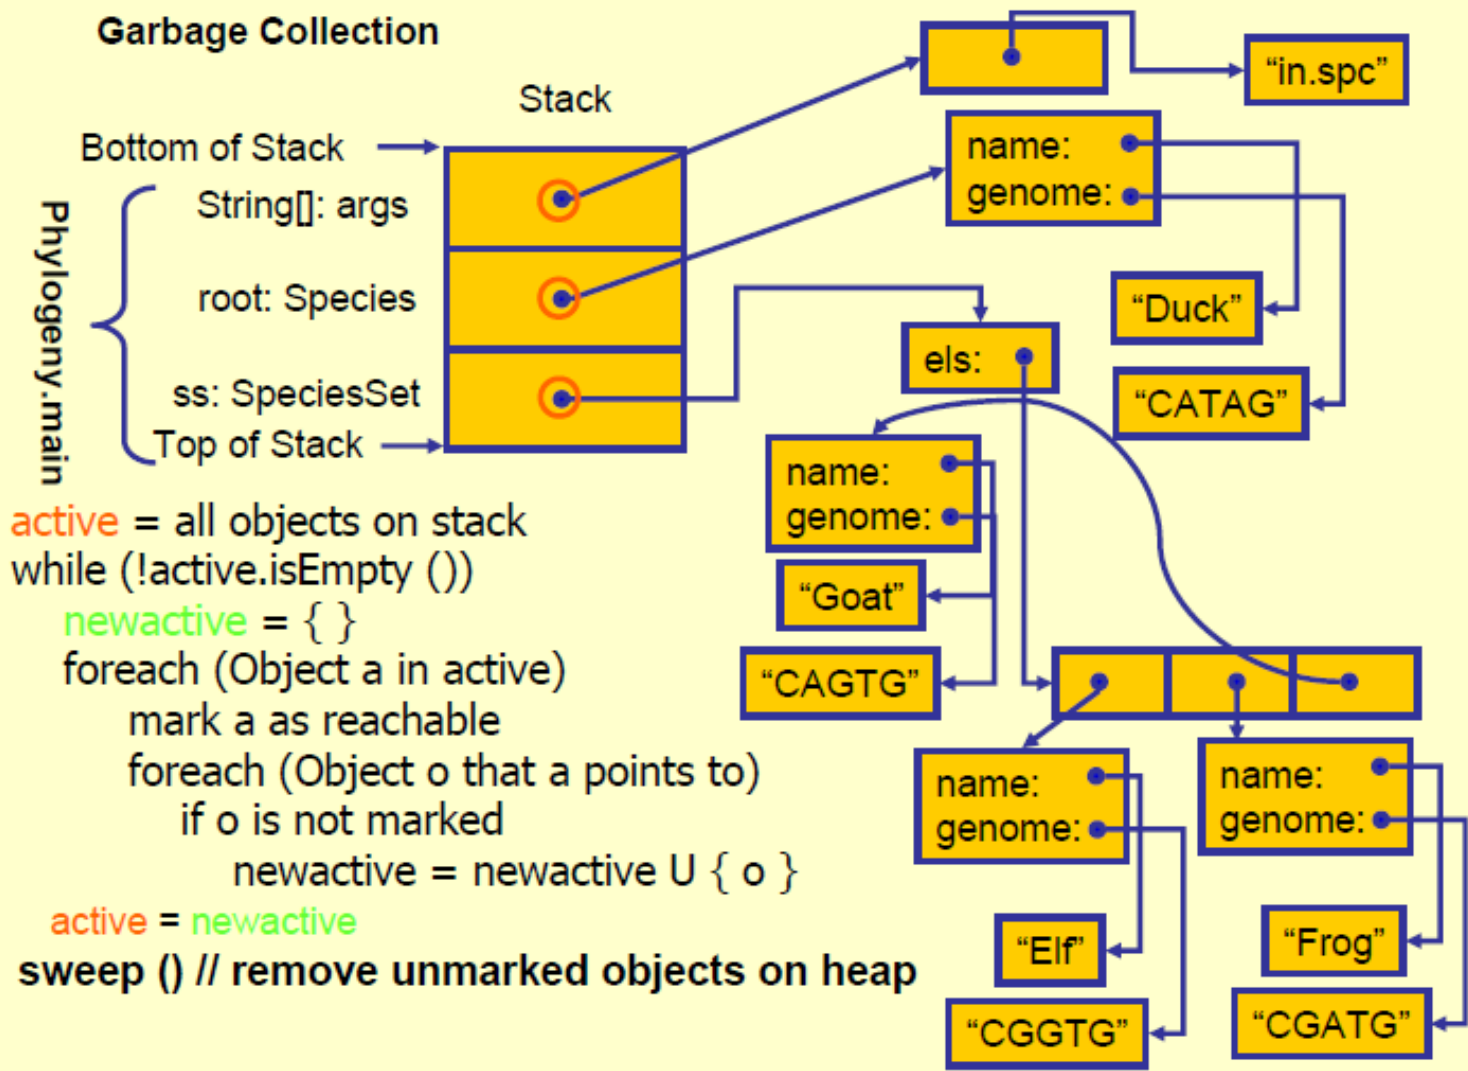 Garbage Collection
Stack
Bottom of Stack
String[]: args
root: Species
ss: SpeciesSet
Top of Stack
Phylogeny.main
"in.spc"
name:
genome:
“Duck”
“CATAG”
els:
name:
genome:
“Goat”
“CAGTG”
name:
genome:
“Elf”
“CGGTG”
name:
genome:
“Frog”
“CGATG”
active = all objects on stack
while (!active.isEmpty ())
newactive = { }
foreach (Object a in active)
mark a as reachable
foreach (Object o that a points to)
if o is not marked
newactive = newactive U { o }
active = newactive
sweep () // remove unmarked objects on heap